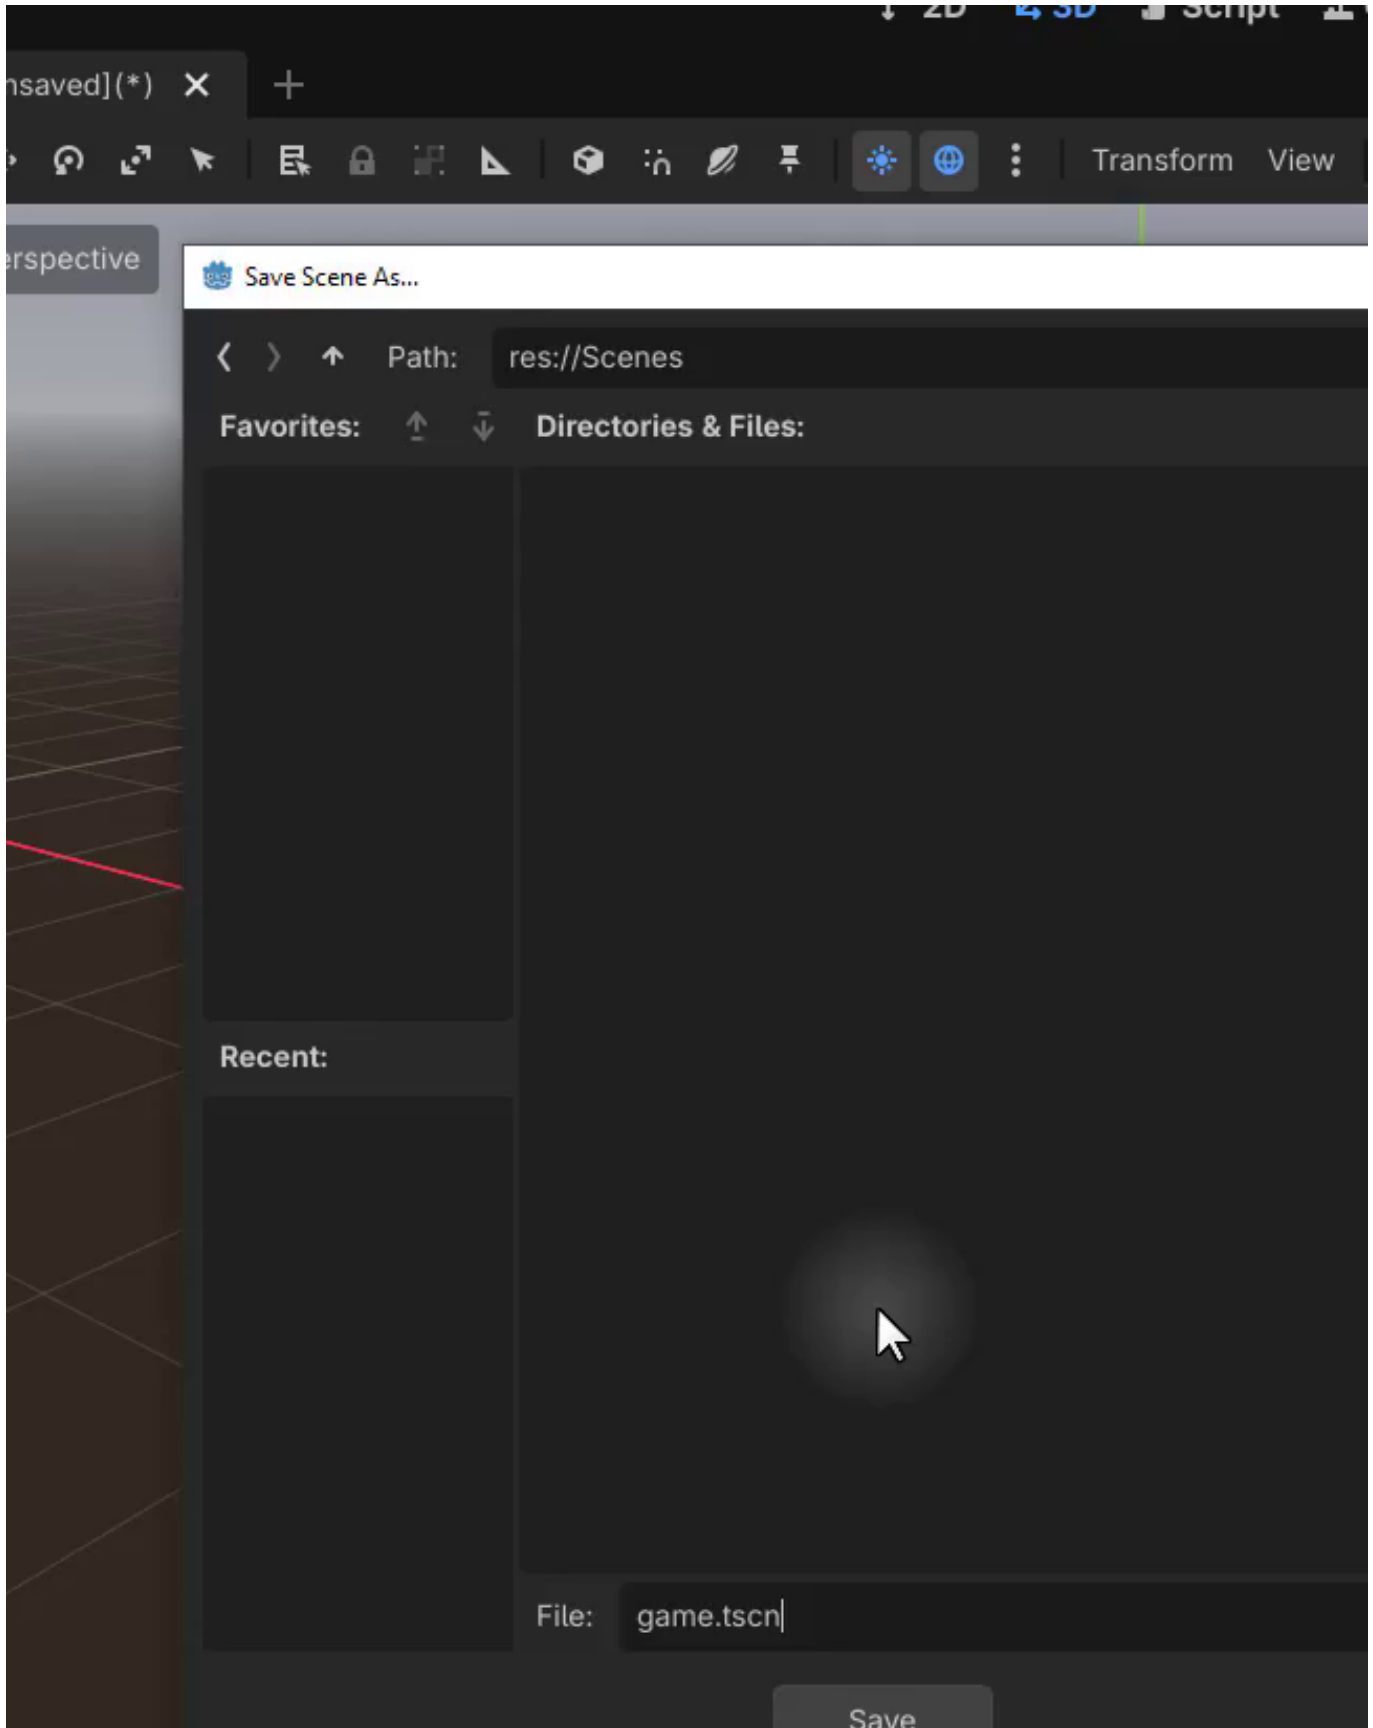 2D 3D Script
nsaved](*)
Transform View
erspective
Save Scene As...
Path: res://Scenes
Favorites: Directories & Files:
Recent:
File: game.tscn
Save